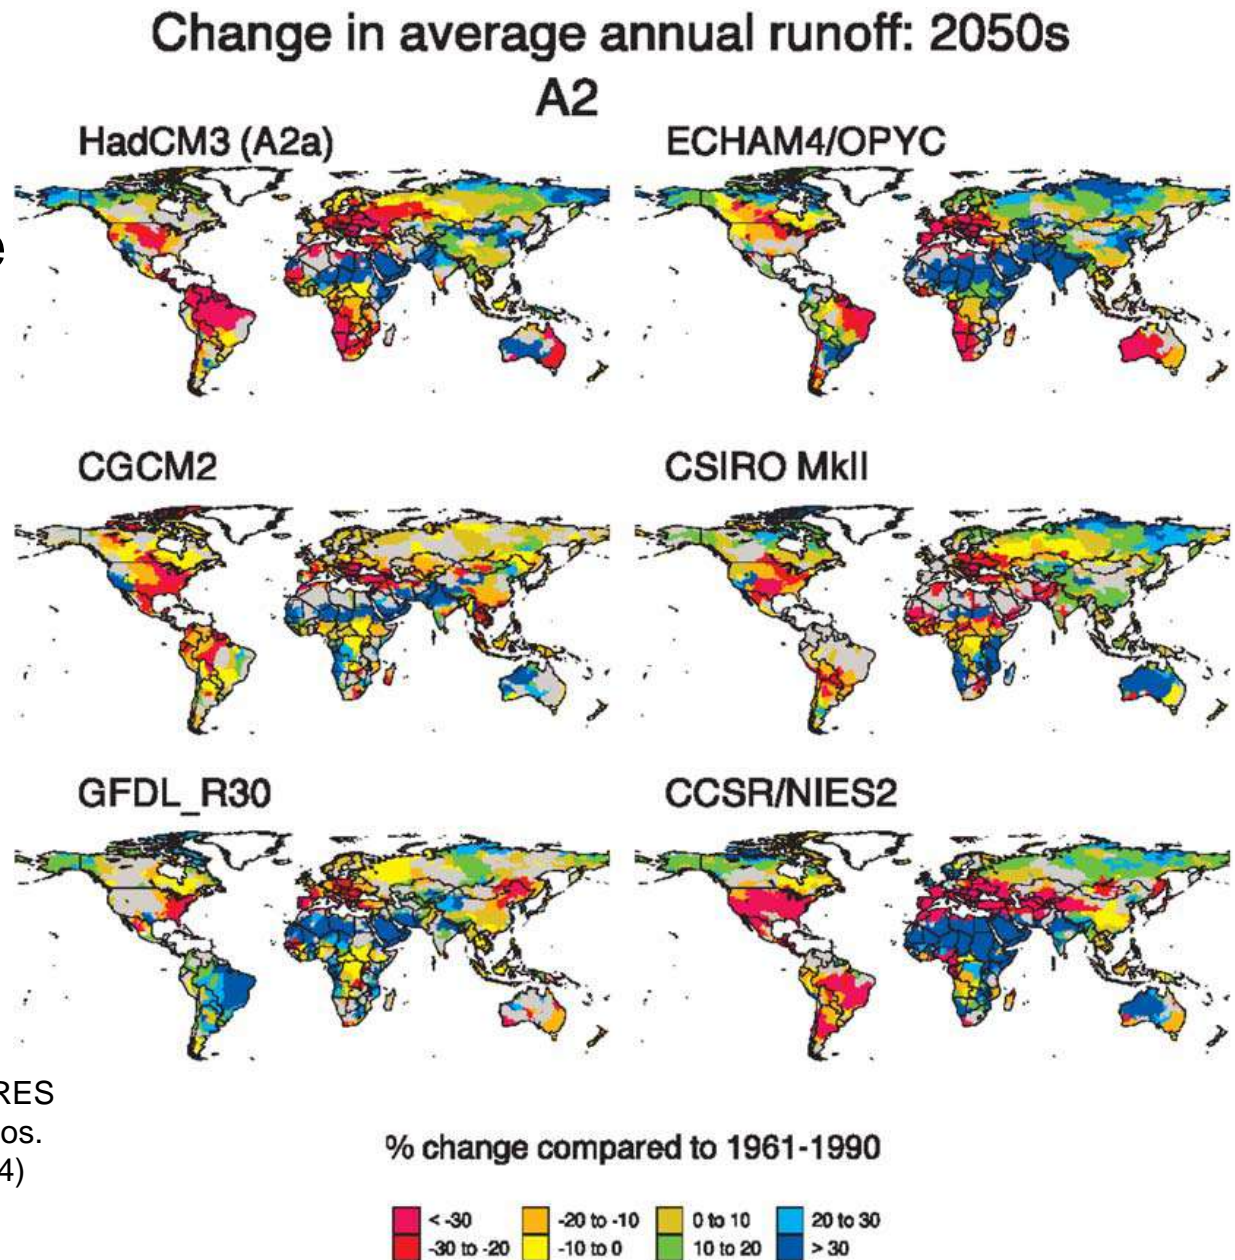 Change in average annual runoff: 2050s
A2
HadCM3 (A2a)
ECHAM4/OPYC
e
CGCM2
CSIRO MkII
GFDL_R30
CCSR/NIES2
RES
os.
4)
% change compared to 1961-1990
< -30
-20 to -10
0 to 10
20 to 30
-30 to -20
-10 to 0
10 to 20
> 30